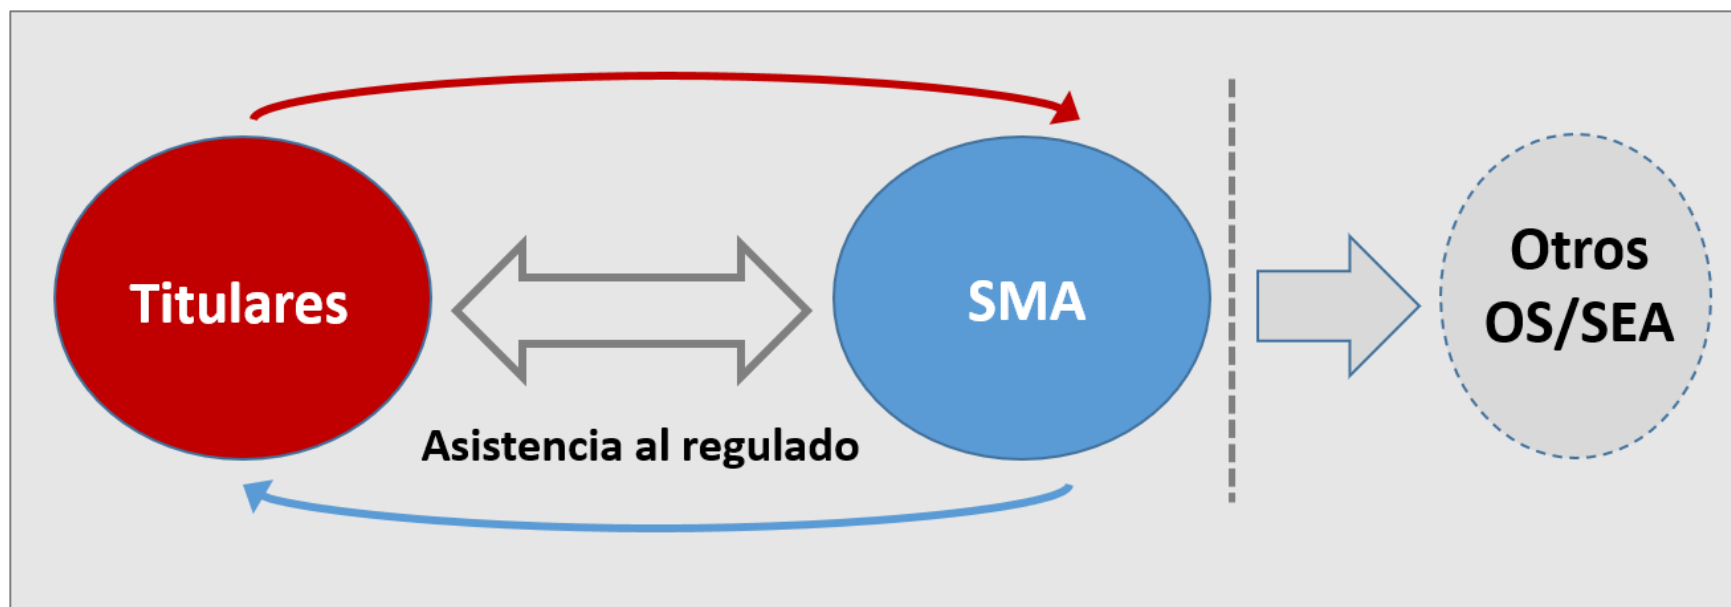 Titulares
SMA
Asistencia al regulado
Otros
OS/SEA